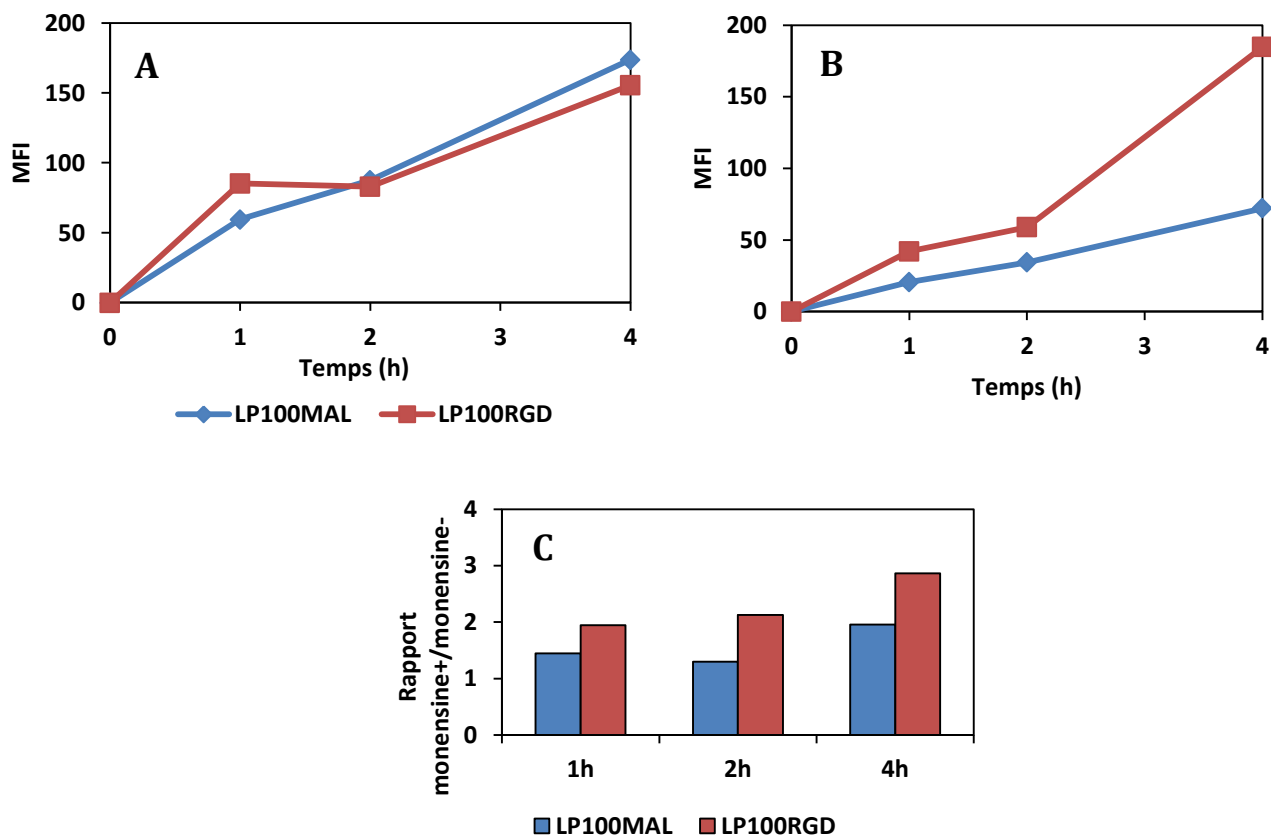 A
200
150
100
50
0
MFI
0 1 2 3 4
Temps (h)
LP100MAL LP100RGD
B
200
150
100
50
0
MFI
0 1 2 3 4
Temps (h)
C
4
3
2
1
0
Rapport
monensine+/monensine-
1h 2h 4h
LP100MAL LP100RGD